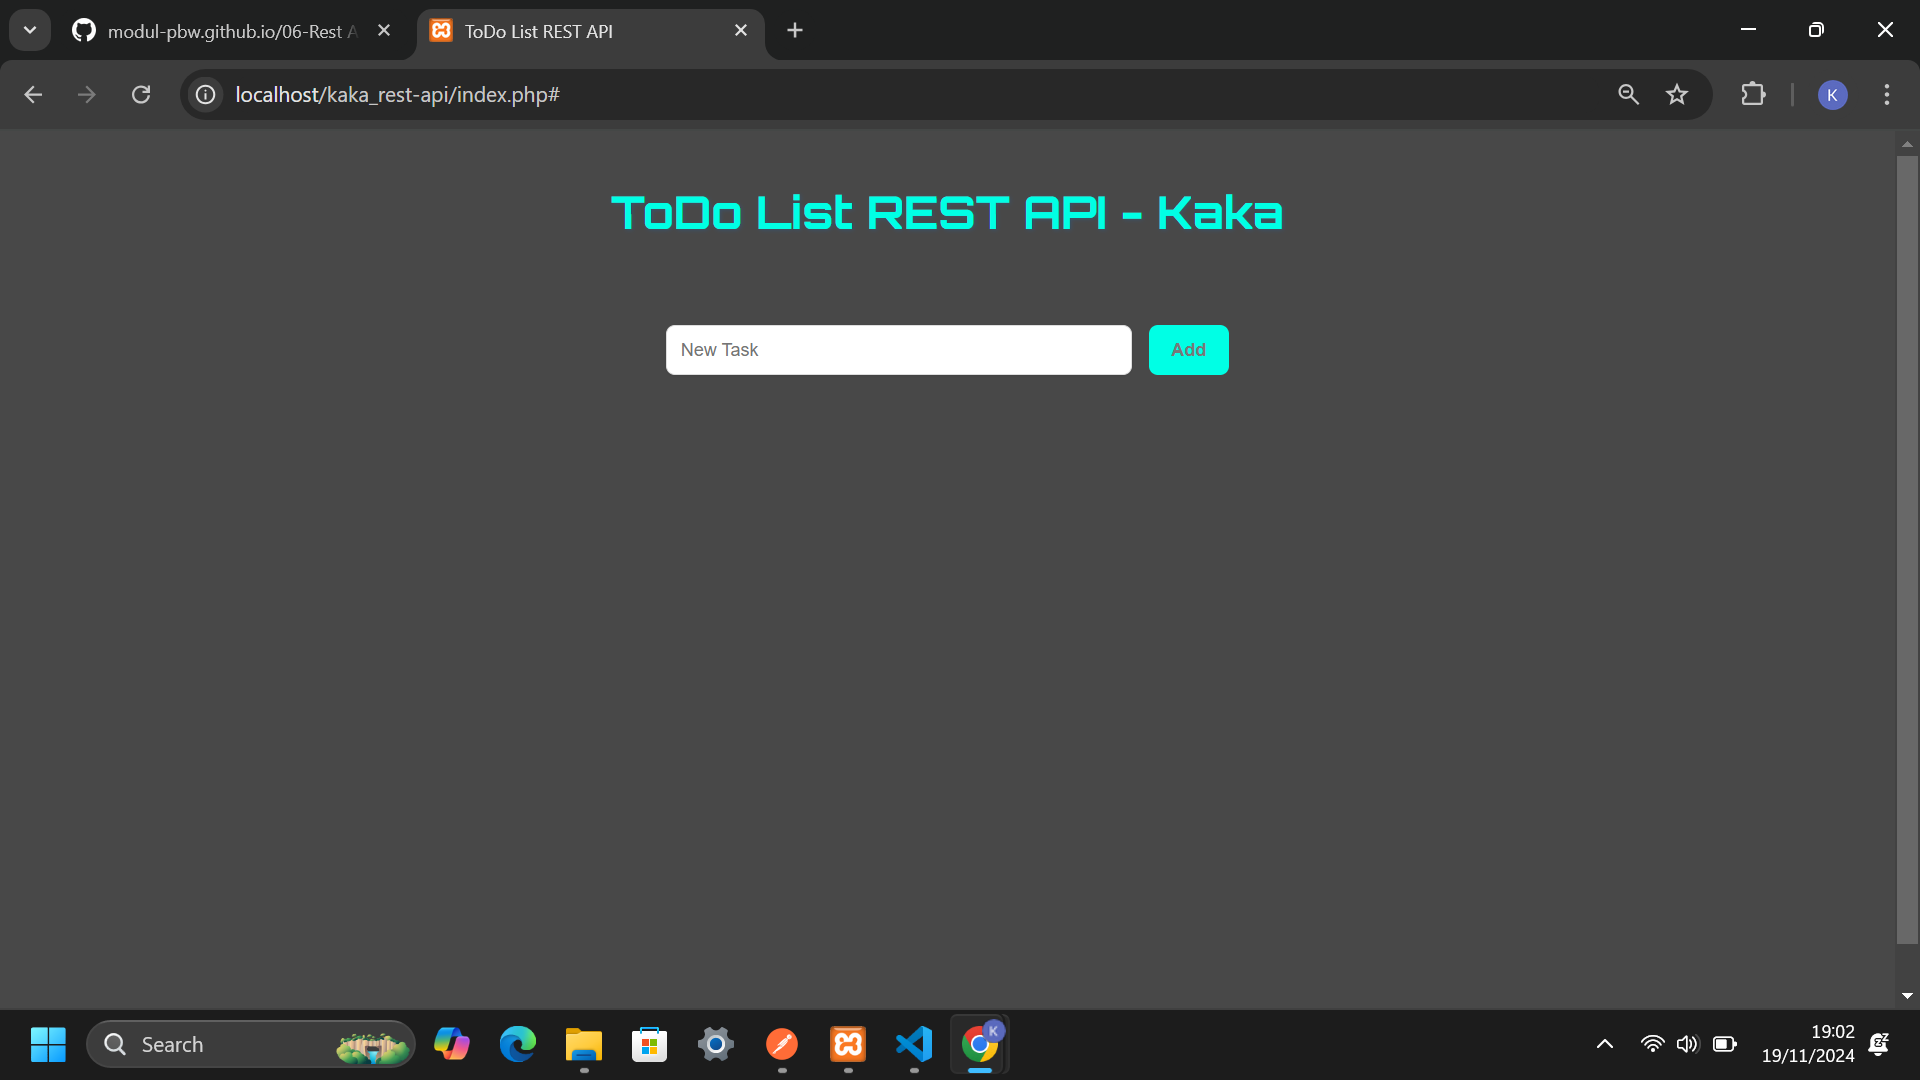 modul-pbw.github.io/06-Rest A
ToDo List REST API
localhost/kaka_rest-api/index.php#
K
ToDo List REST API - Kaka
New Task
Add
Search
K
19:02
19/11/2024